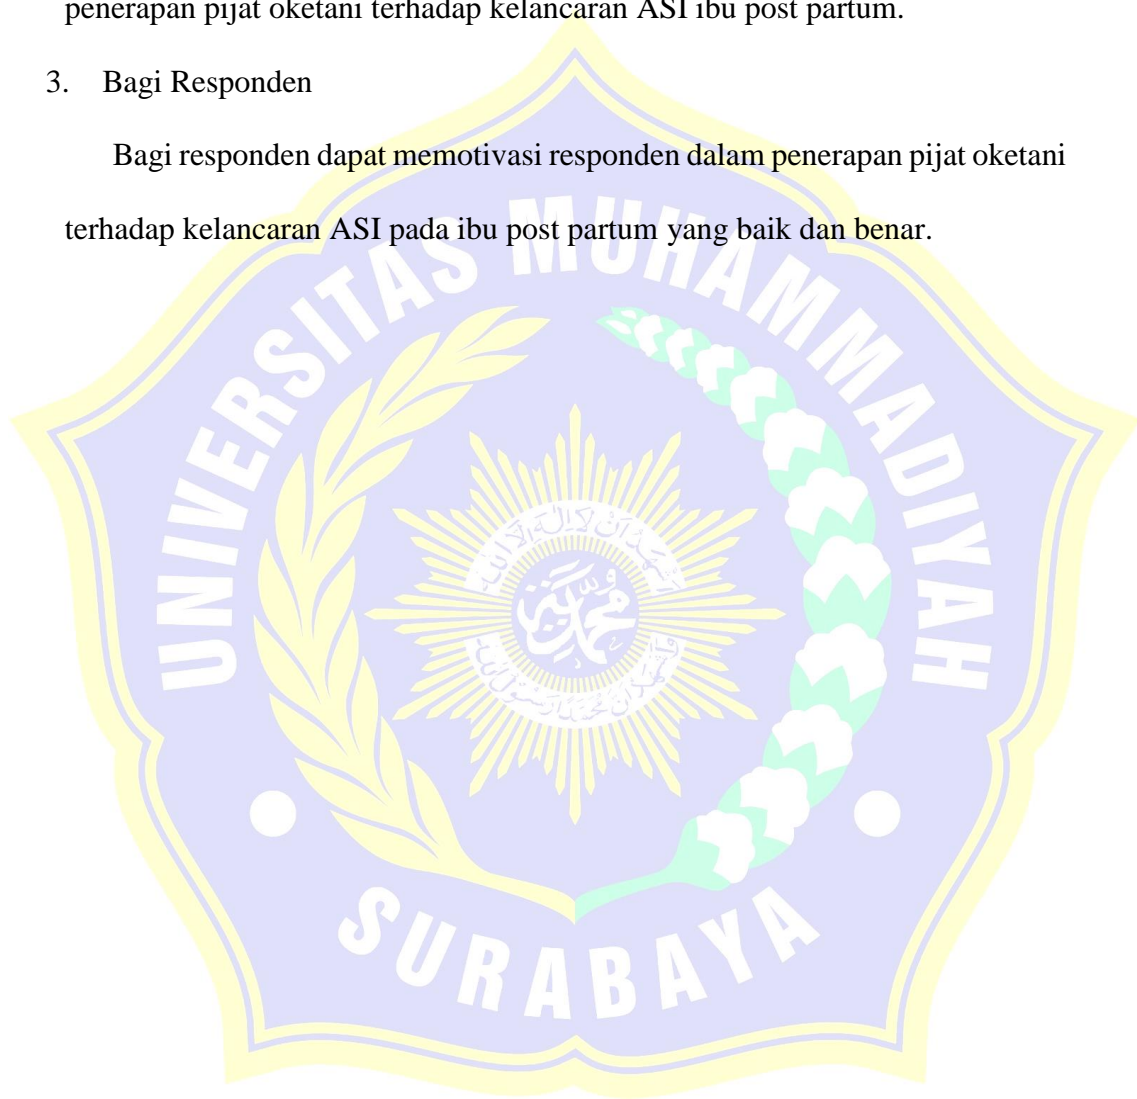 penerapan pijat oketani terhadap kelancaran ASI ibu post partum.
3. Bagi Responden
Bagi responden dapat memotivasi responden dalam penerapan pijat oketani
terhadap kelancaran ASI pada ibu post partum yang baik dan benar.
UNIVERSITAS MUHAMMADIYAH
محمد
SURABAYA